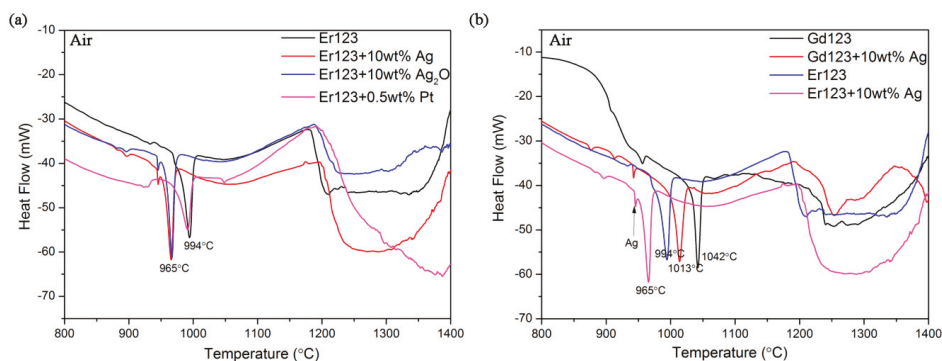 (a)
Air
Er123
Er123+10wt% Ag
Er123+10wt% Ag₂O
Er123+0.5wt% Pt
-10
-20
-30
-40
-50
-60
-70
Heat Flow (mW)
994°C
965°C
800
900
1000
1100
1200
1300
1400
Temperature (°C)
(b)
Air
Gd123
Gd123+10wt% Ag
Er123
Er123+10wt% Ag
0
-10
-20
-30
-40
-50
-60
-70
Heat Flow (mW)
Ag
994°C
1013°C
1042°C
965°C
800
900
1000
1100
1200
1300
1400
Temperature (°C)